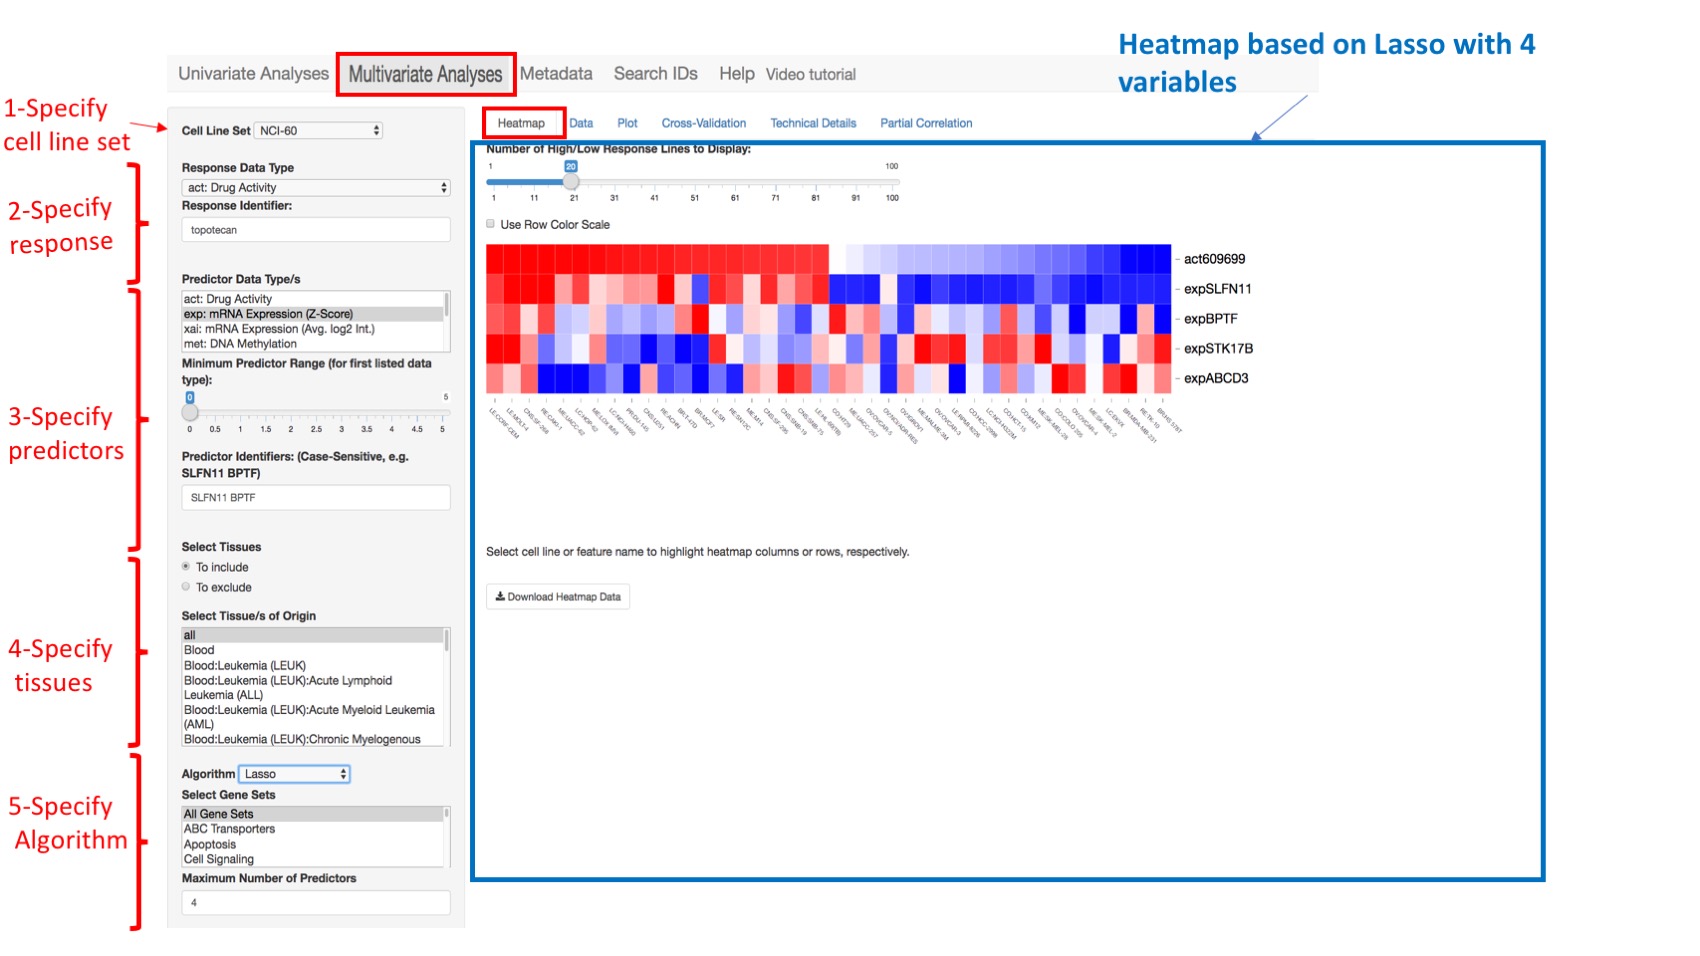 Heatmap based on Lasso with 4
variables
Univariate Analyses
Multivariate Analyses
Metadata
Search IDs
Help
Video tutorial
1-Specify
cell line set
Cell Line Set
NCI-60
2-Specify
response
Response Data Type
act: Drug Activity
Response Identifier:
topotecan
3-Specify
predictors
Predictor Data Type/s
act: Drug Activity
exp: mRNA Expression (Z-Score)
xai: mRNA Expression (Avg. log2 Int.)
met: DNA Methylation
Minimum Predictor Range (for first listed data
type):
0
5
0 0.5 1 1.5 2 2.5 3 3.5 4 4.5 5
Predictor Identifiers: (Case-Sensitive, e.g.
SLFN11 BPTF)
SLFN11 BPTF
4-Specify
tissues
Select Tissues
To include
To exclude
Select Tissue/s of Origin
all
Blood
Blood:Leukemia (LEUK)
Blood:Leukemia (LEUK):Acute Lymphoid
Leukemia (ALL)
Blood:Leukemia (LEUK):Acute Myeloid Leukemia
(AML)
Blood:Leukemia (LEUK):Chronic Myelogenous
5-Specify
Algorithm
Algorithm
Lasso
Select Gene Sets
All Gene Sets
ABC Transporters
Apoptosis
Cell Signaling
Maximum Number of Predictors
4
Heatmap
Data
Plot
Cross-Validation
Technical Details
Partial Correlation
Number of High/Low Response Lines to Display:
1
20
100
1 11 21 31 41 51 61 71 81 91 100
Use Row Color Scale
act609699
expSLFN11
expBPTF
expSTK17B
expABCD3
Select cell line or feature name to highlight heatmap columns or rows, respectively.
Download Heatmap Data